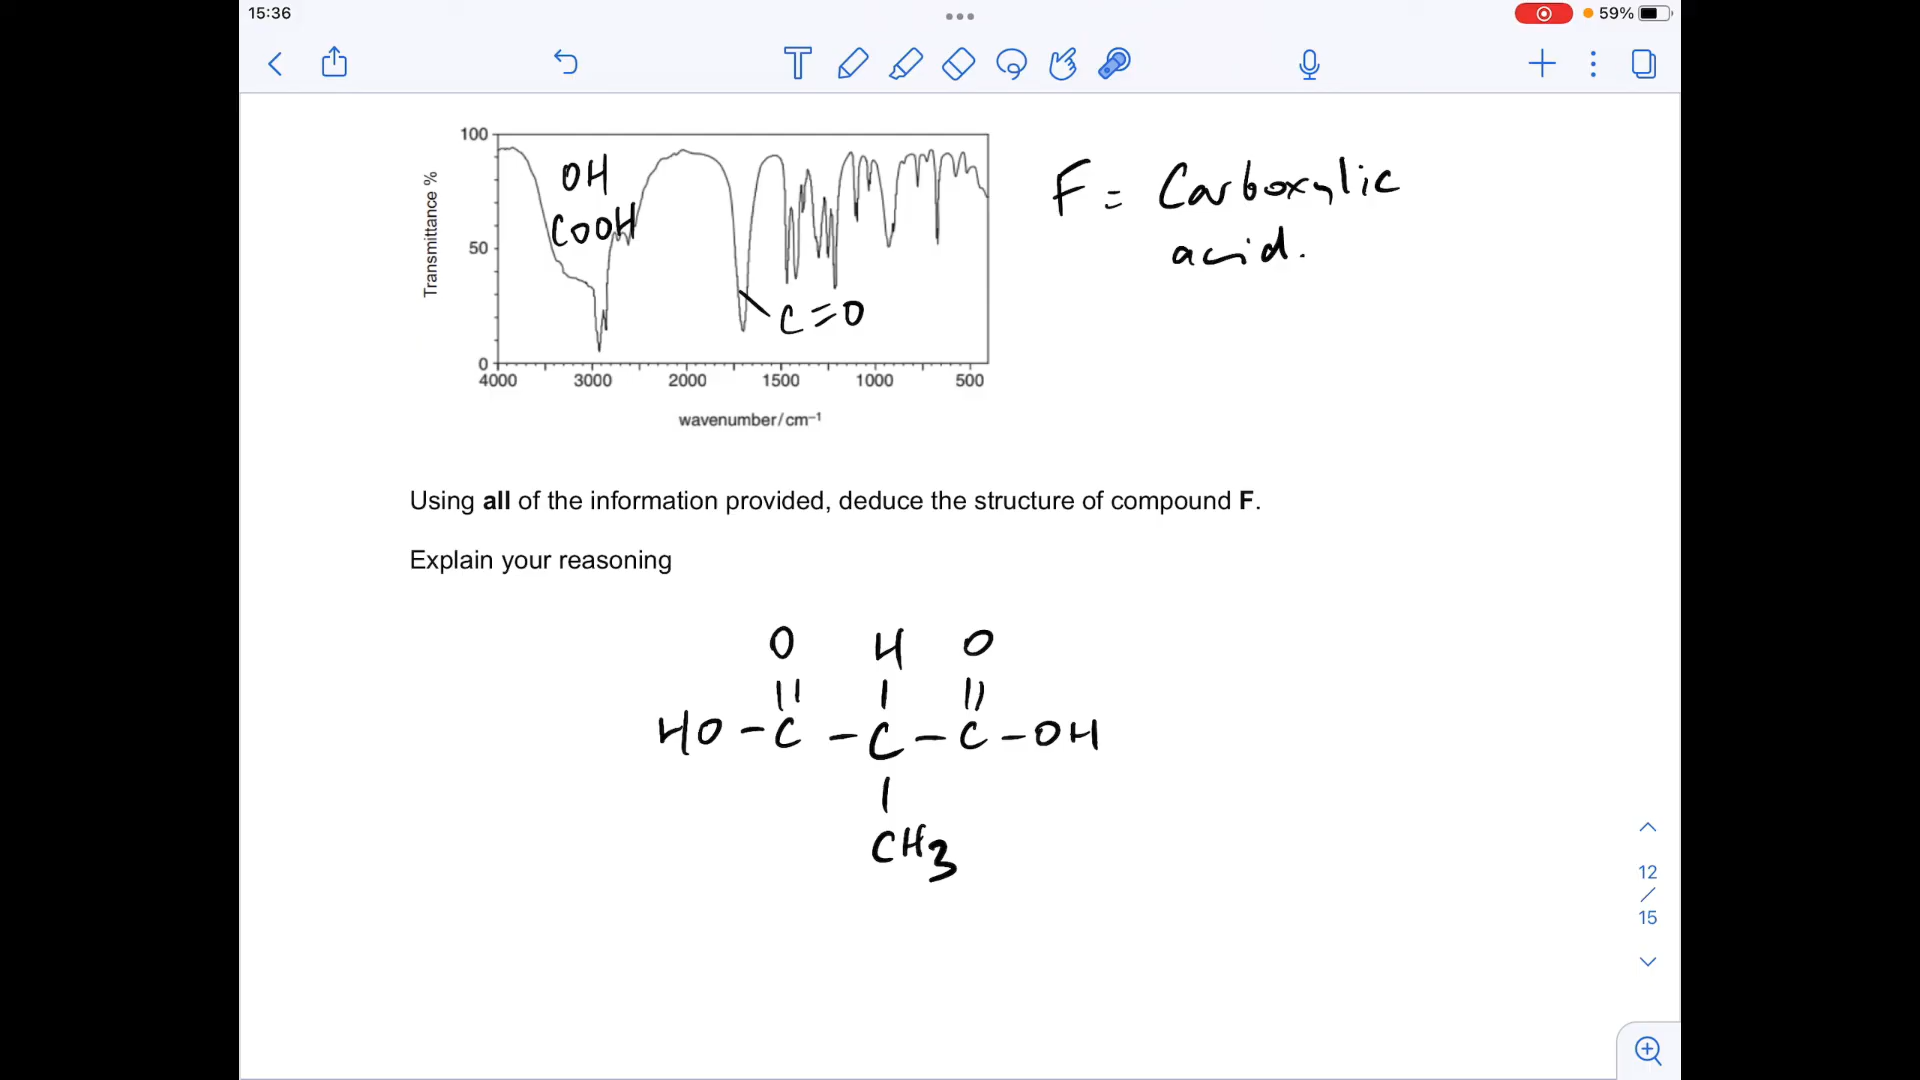 15:36
59%
100
OH
COOH
50
Transmittance %
C=O
0
4000 3000 2000 1500 1000 500
wavenumber/cm⁻¹
F = Carboxylic
acid.
Using all of the information provided, deduce the structure of compound F.
Explain your reasoning
O H O
HO-C-C-C-OH
CH3
12
15